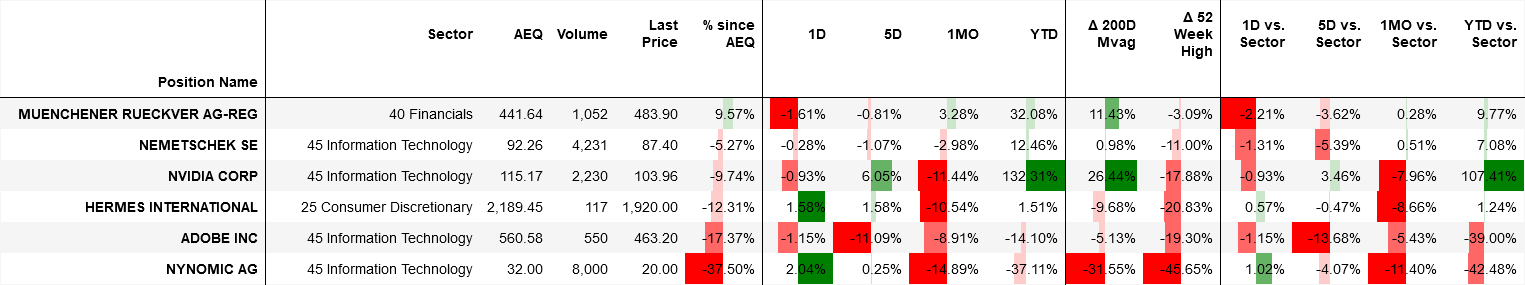 Position Name Sector AEQ Volume Last Price % since AEQ 1D 5D 1MO YTD Δ 200D Mvag Δ 52 Week High 1D vs. Sector 5D vs. Sector 1MO vs. Sector YTD vs. Sector
MUENCHENER RUECKVER AG-REG 40 Financials 441.64 1,052 483.90 9.57% -1.61% -0.81% 3.28% 32.08% 11.43% -3.09% -2.21% -3.62% 0.28% 9.77%
NEMETSCHEK SE 45 Information Technology 92.26 4,231 87.40 -5.27% -0.28% -1.07% -2.98% 12.46% 0.98% -11.00% -1.31% -5.39% 0.51% 7.08%
NVIDIA CORP 45 Information Technology 115.17 2,230 103.96 -9.74% -0.93% 6.05% -11.44% 132.31% 26.44% -17.88% -0.93% 3.46% -7.96% 107.41%
HERMES INTERNATIONAL 25 Consumer Discretionary 2,189.45 117 1,920.00 -12.31% 1.58% 1.58% -10.54% 1.51% -9.68% -20.83% 0.57% -0.47% -8.66% 1.24%
ADOBE INC 45 Information Technology 560.58 550 463.20 -17.37% -1.15% -11.09% -8.91% -14.10% -5.13% -19.30% -1.15% -13.68% -5.43% -39.00%
NYNOMIC AG 45 Information Technology 32.00 8,000 20.00 -37.50% 2.04% 0.25% -14.89% -37.11% -31.55% -45.65% 1.02% -4.07% -11.40% -42.48%